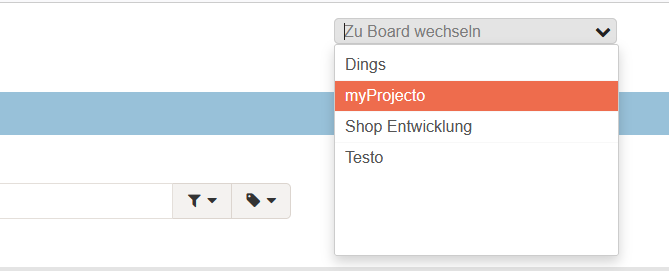 Zu Board wechseln
Dings
myProjecto
Shop Entwicklung
Testo